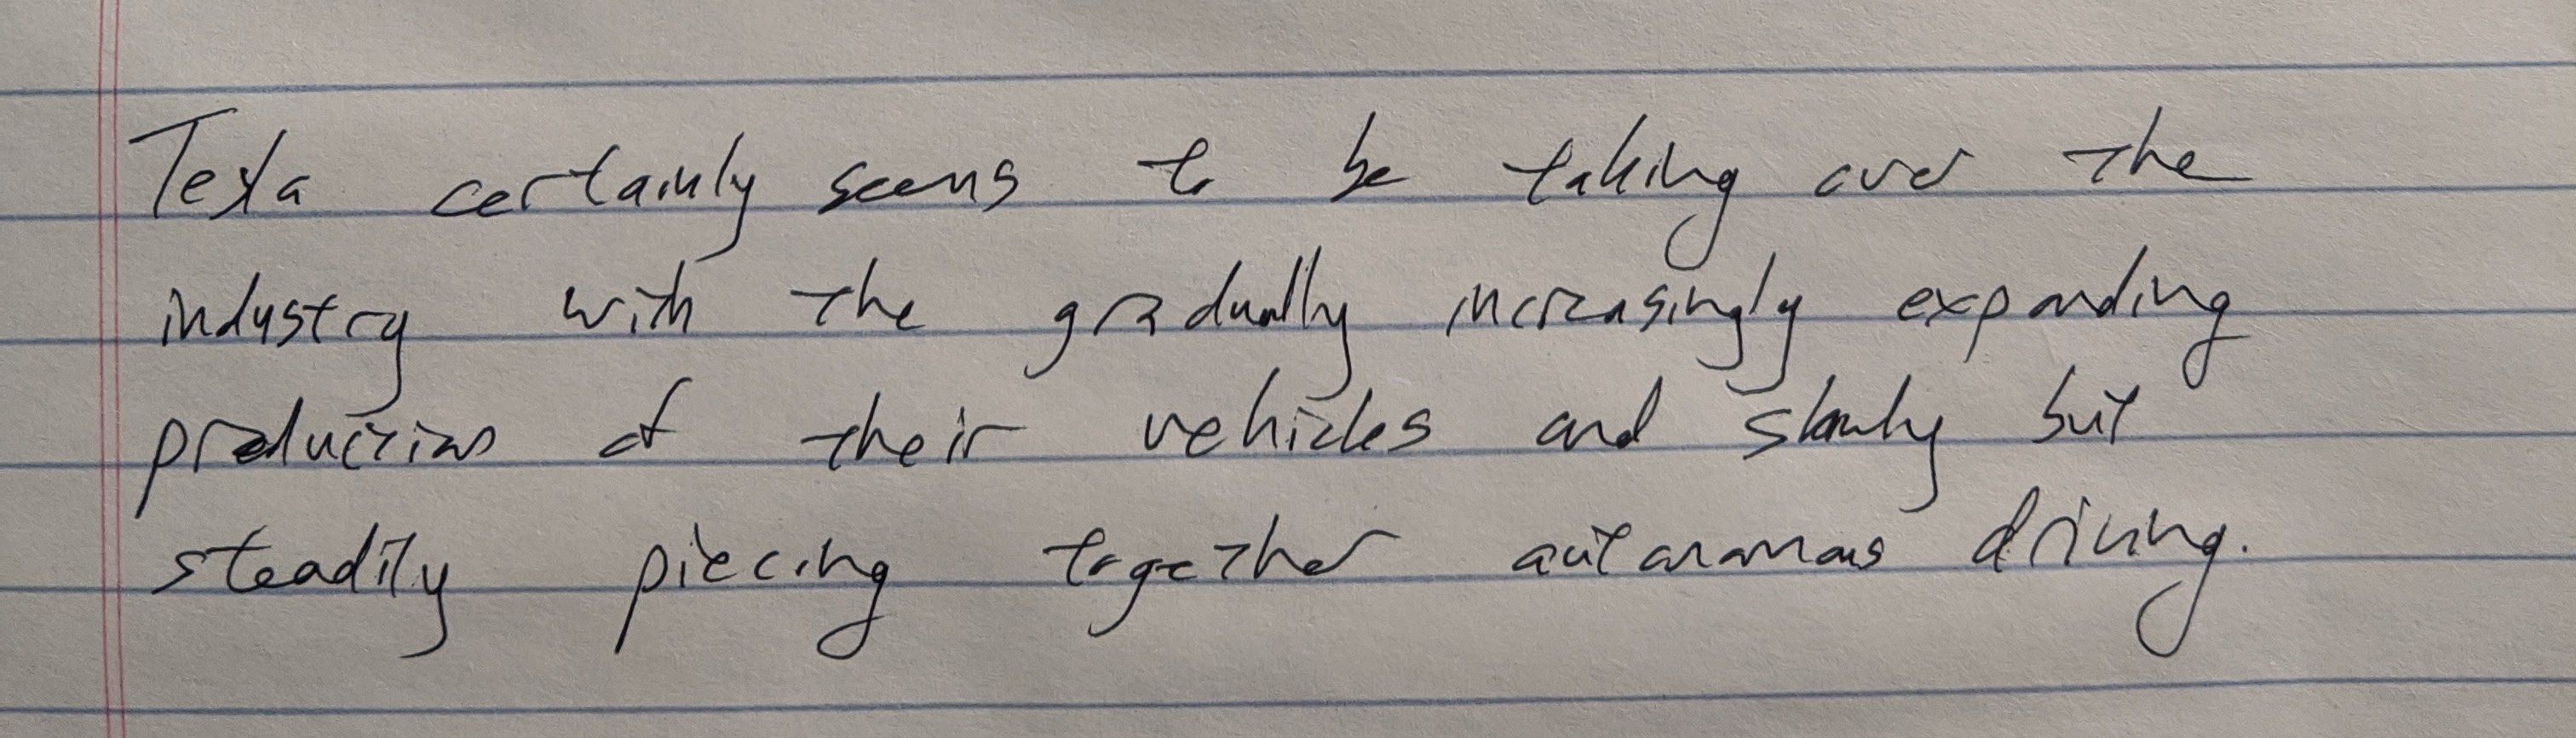 Tesla certainly seems to be taking over the
industry with the gradually increasingly expanding
production of their vehicles and slowly but
steadily piecing together autonomous driving.